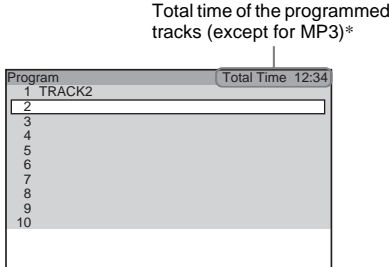 Total time of the programmed
tracks (except for MP3)*
Program Total Time 12:34
1 TRACK2
2
3
4
5
6
7
8
9
10